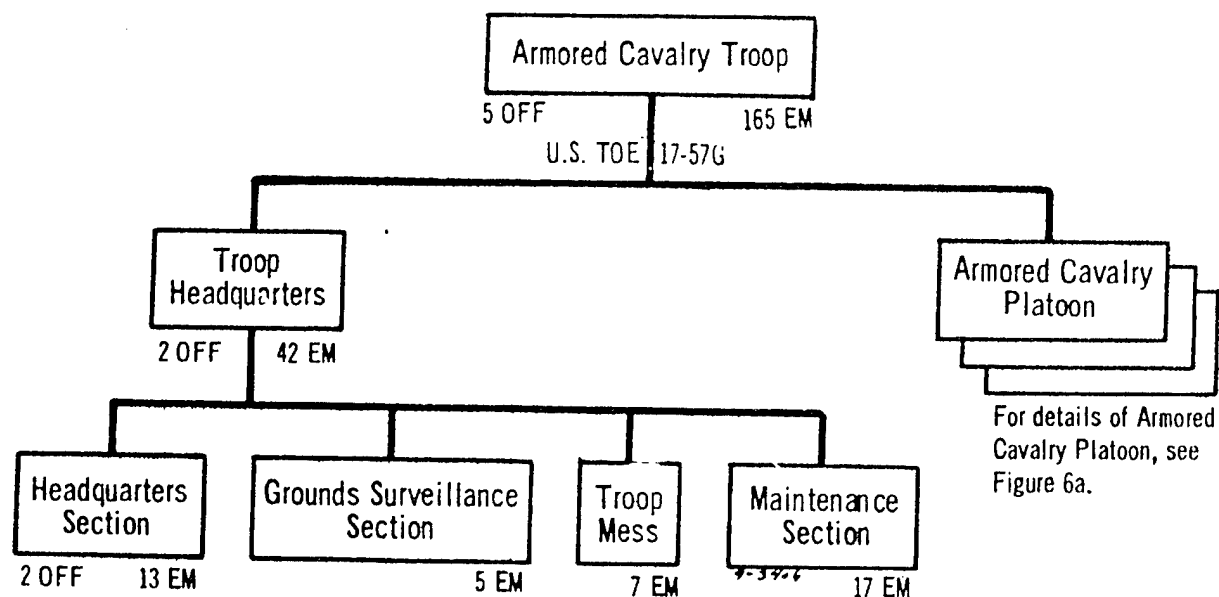 Armored Cavalry Troop
5 OFF 165 EM
U.S. TOE 17-57G
Troop
Headquarters
2 OFF 42 EM
Armored Cavalry
Platoon
For details of Armored
Cavalry Platoon, see
Figure 6a.
Headquarters
Section
2 OFF 13 EM
Grounds Surveillance
Section
5 EM
Troop
Mess
7 EM
Maintenance
Section
17 EM